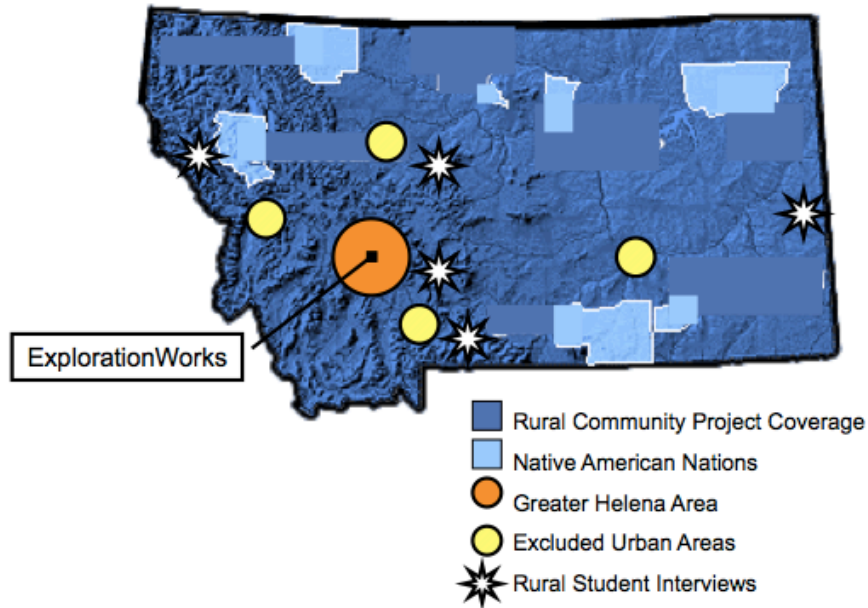 ExplorationWorks
Rural Community Project Coverage
Native American Nations
Greater Helena Area
Excluded Urban Areas
Rural Student Interviews